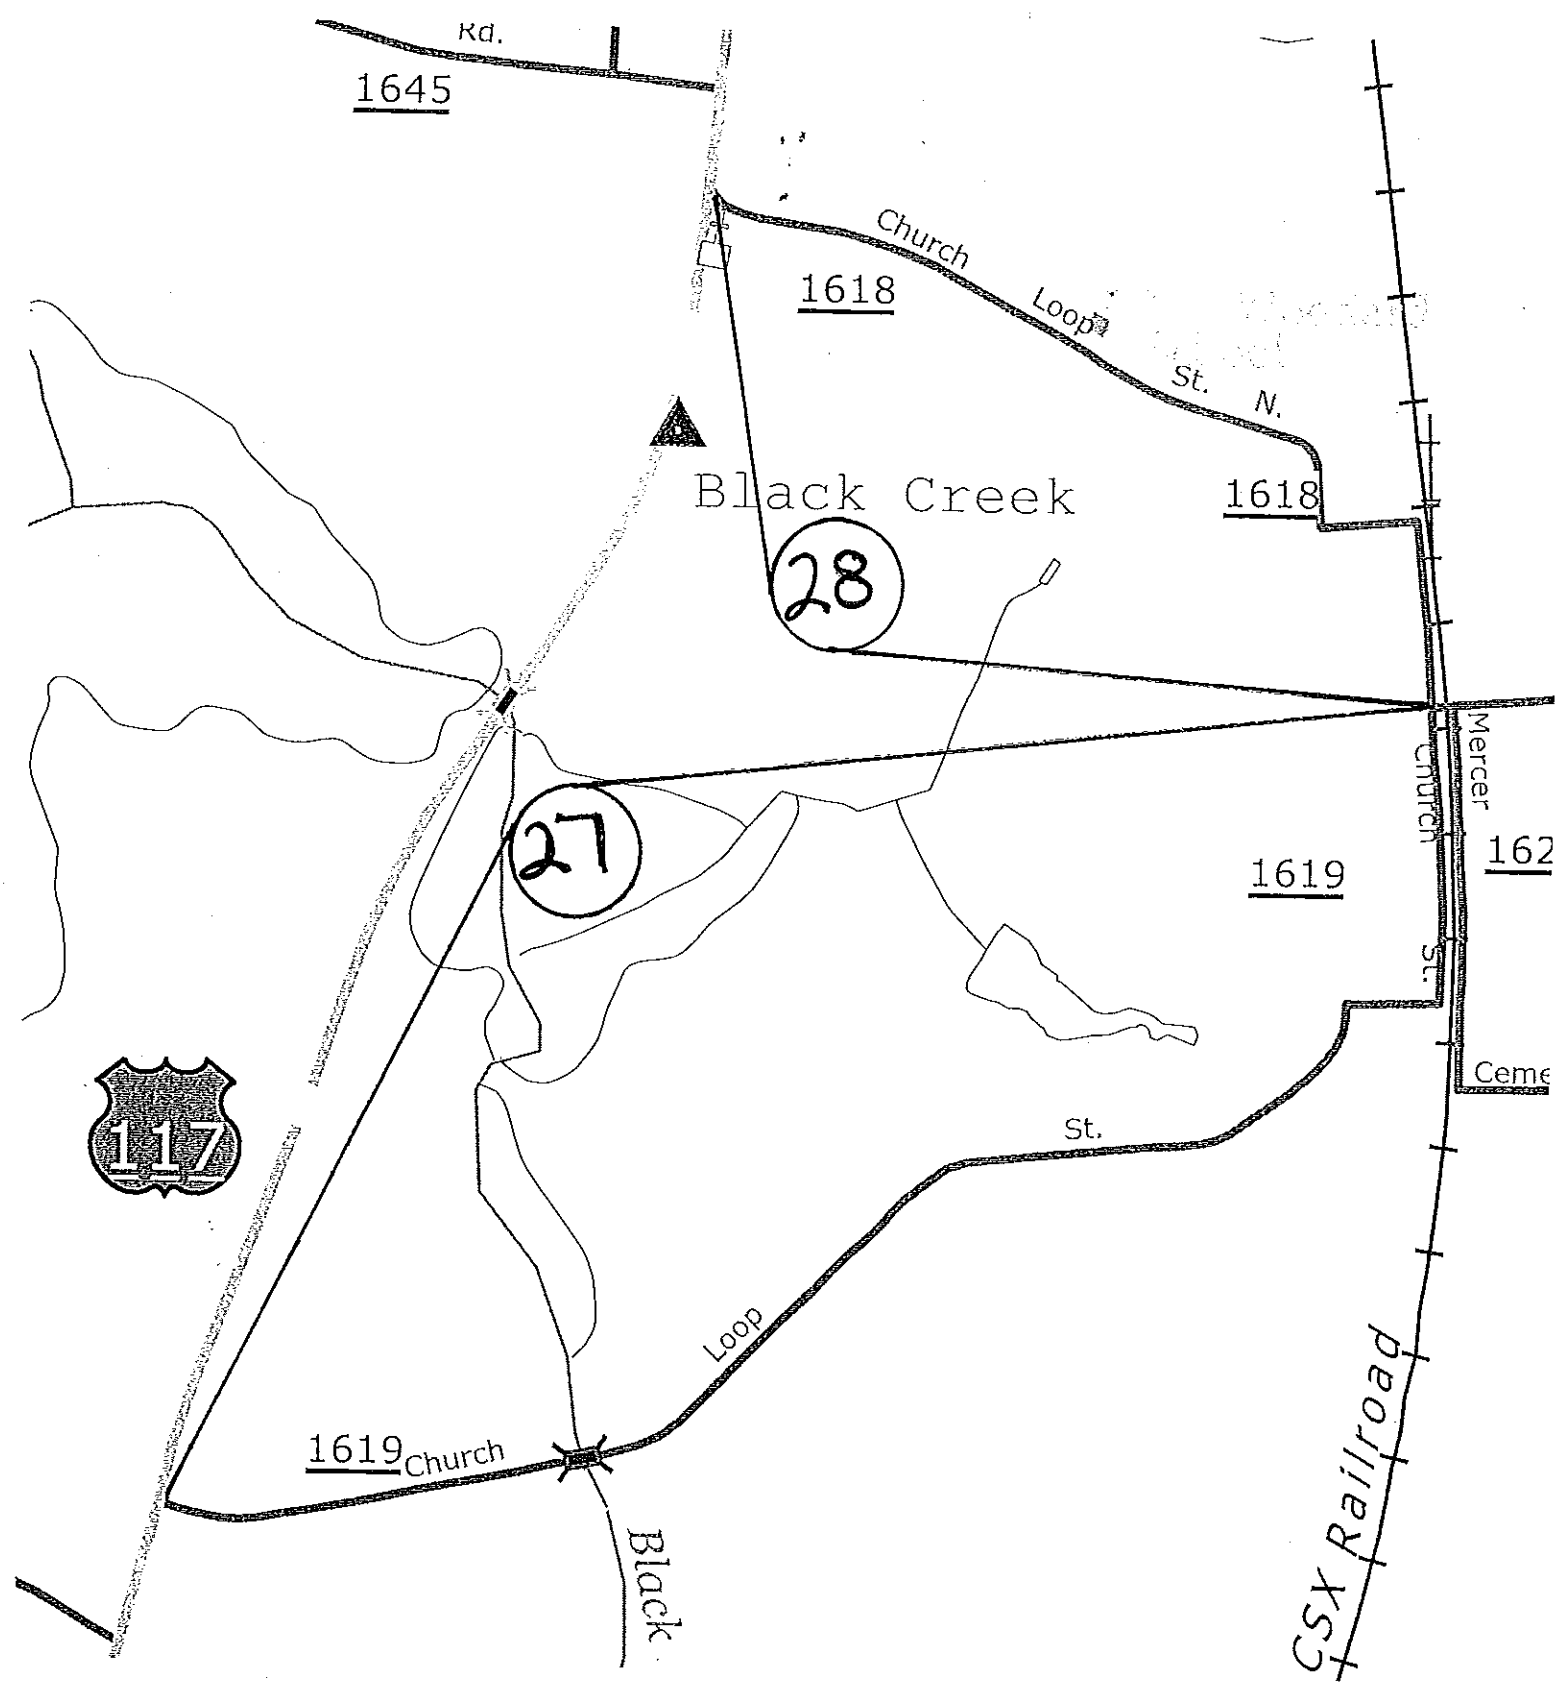 Rd.
1645
Church
Loop
St.
N.
1618
Black Creek
1618
28
Mercer
Church
St.
27
162
1619
117
Ceme
St.
Loop
1619
Church
CSX Railroad
Black